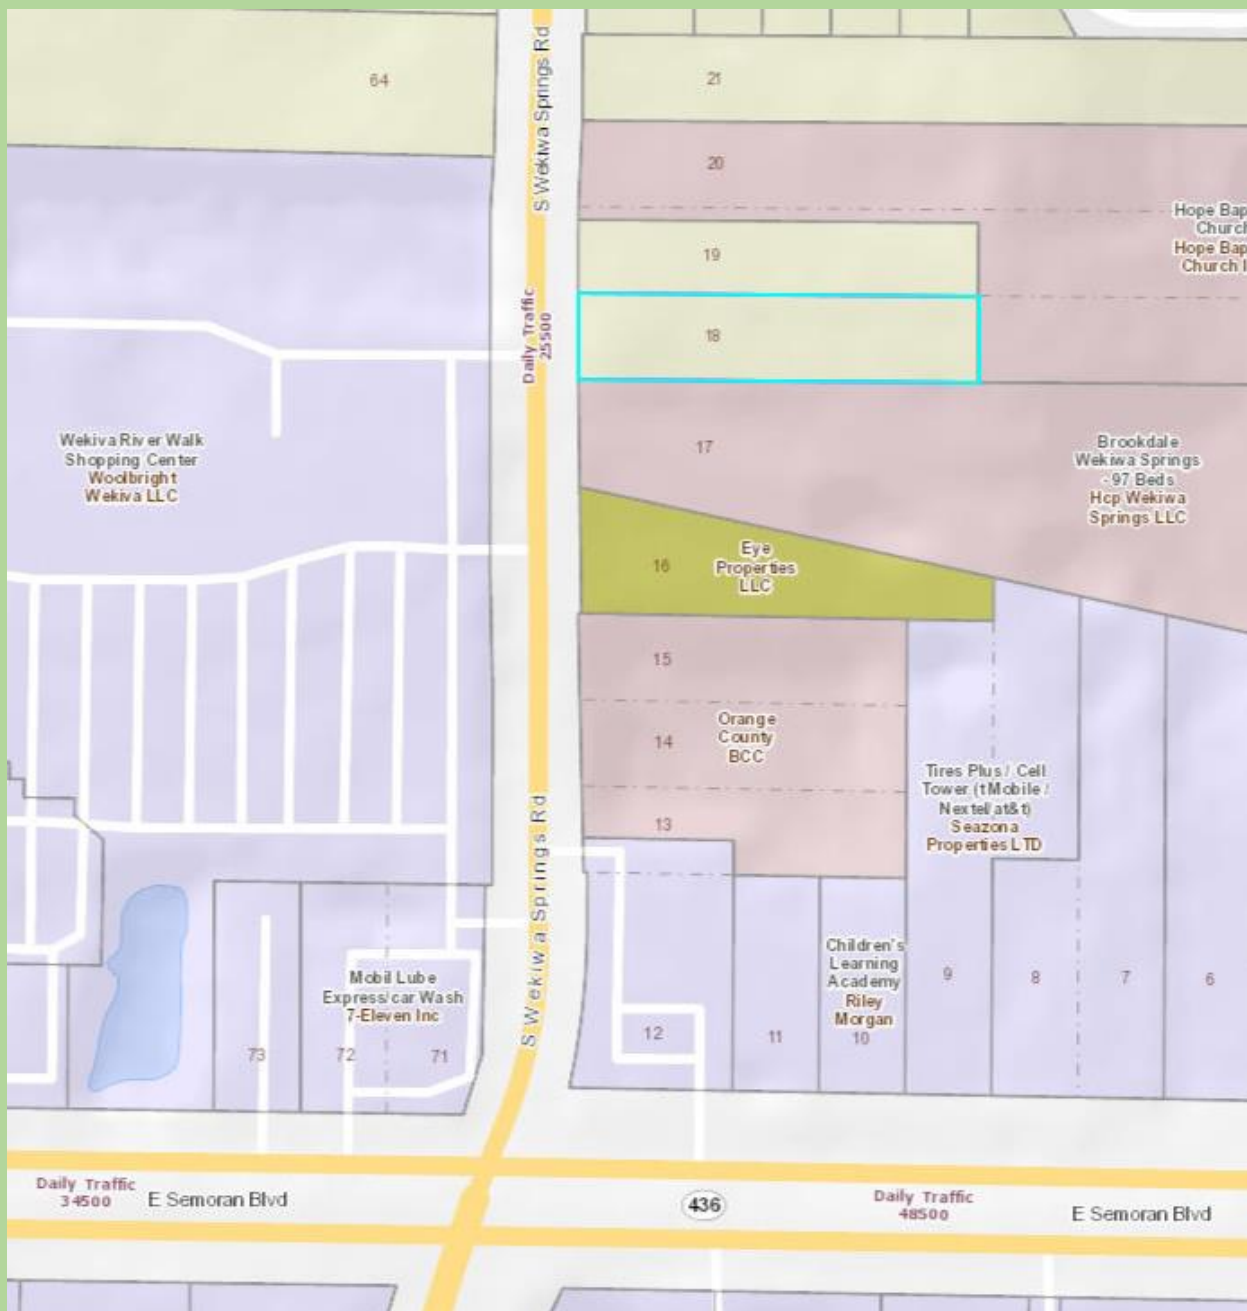 64
S Wekiwa Springs Rd
21
20
Hope Bap
Church
Hope Bap
Church I
19
18
Daily Traffic
25500
17
Wekiva River Walk
Shopping Center
Woolbright
Wekiva LLC
Brookdale
Wekiwa Springs
- 97 Beds
Hcp Wekiwa
Springs LLC
16
Eye
Properties
LLC
15
14
Orange
County
BCC
13
Tires Plus / Cell
Tower (t Mobile /
Nextel/at&t)
Seazona
Properties LTD
S Wekiwa Springs Rd
Mobil Lube
Express/car Wash
7-Eleven Inc
Children's
Learning
Academy
Riley
Morgan
73
72
71
12
11
10
9
8
7
6
Daily Traffic
34500
E Semoran Blvd
436
Daily Traffic
48500
E Semoran Blvd